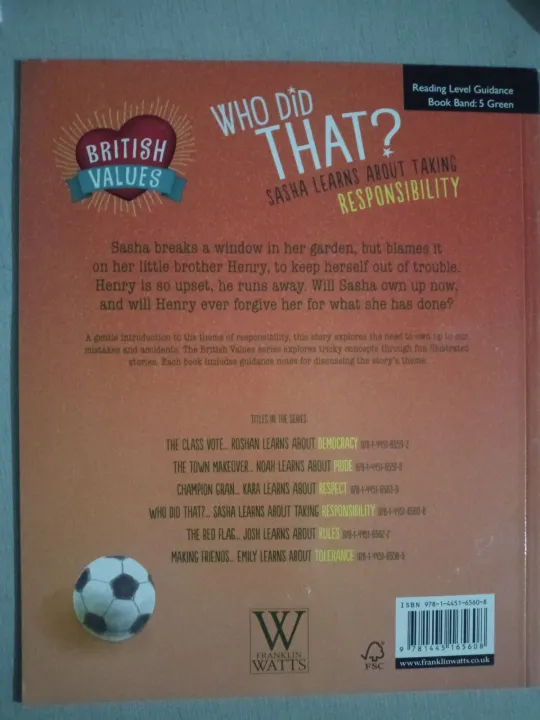 Reading Level Guidance
Book Band: 5 Green
BRITISH
VALUES
WHO DiD
THAT?
SASHA LEARNS ABOUT TAKING
RESPONSIBILITY
Sasha breaks a window in her garden, but blames it
on her little brother Henry, to keep herself out of trouble.
Henry is so upset, he runs away. Will Sasha own up now,
and will Henry ever forgive her for what she has done?
A gentle introduction to the theme of responsibility, this story explores the need to own up to our
mistakes and accidents. The British Values series explores tricky concepts through fun illustrated
stories. Each book includes guidance notes for discussing the story's theme.
TITLES IN THE SERIES:
THE CLASS VOTE... ROSHAN LEARNS ABOUT DEMOCRACY
THE TOWN MAKEOVER... NOAH LEARNS ABOUT PRIDE
CHAMPION GRAN... KARA LEARNS ABOUT RESPECT
WHO DID THAT?... SASHA LEARNS ABOUT TAKING RESPONSIBILITY 978-1-4451-6560-8
THE RED FLAG... JOSH LEARNS ABOUT RULES
MAKING FRIENDS... EMILY LEARNS ABOUT TOLERANCE
W
FRANKLIN
WATTS
FSC
ISBN 978-1-4451-6560-8
9 781445 165608
www.franklinwatts.co.uk